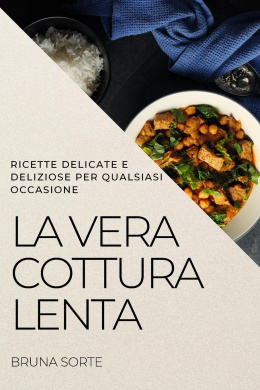 RICETTE DELICATE E
DELIZIOSE PER QUALSIASI
OCCASIONE
LA VERA
COTTURA
LENTA
BRUNA SORTE